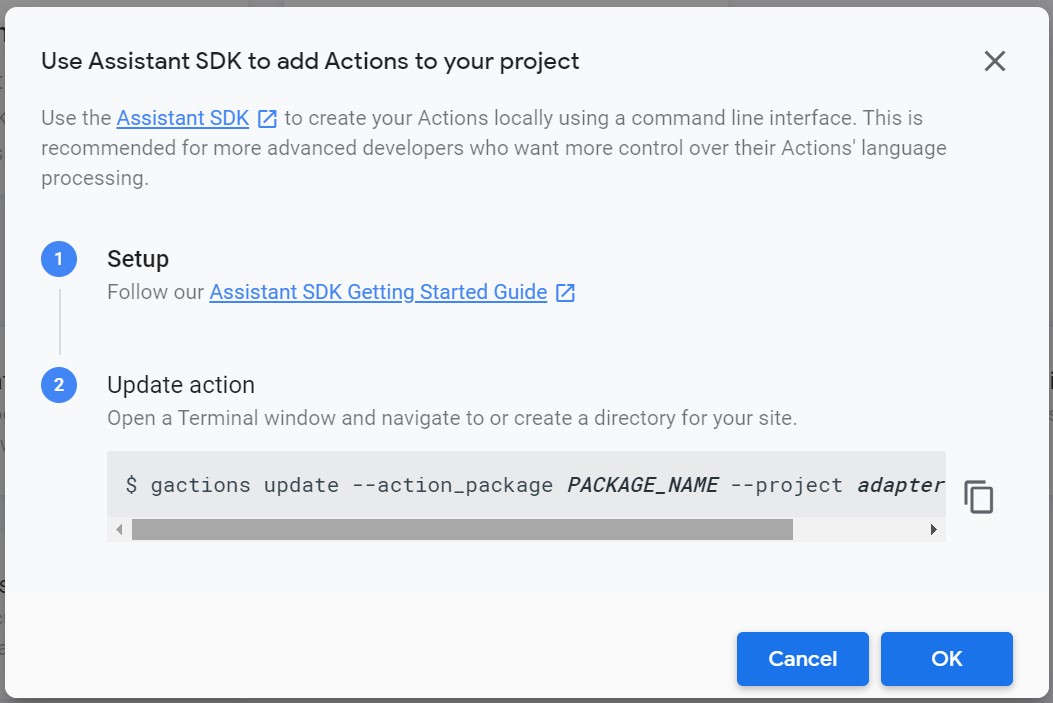 Use Assistant SDK to add Actions to your project
Use the Assistant SDK to create your Actions locally using a command line interface. This is
recommended for more advanced developers who want more control over their Actions' language
processing.
1 Setup
Follow our Assistant SDK Getting Started Guide
2 Update action
Open a Terminal window and navigate to or create a directory for your site.
$ gactions update --action_package PACKAGE_NAME --project adapter
Cancel OK